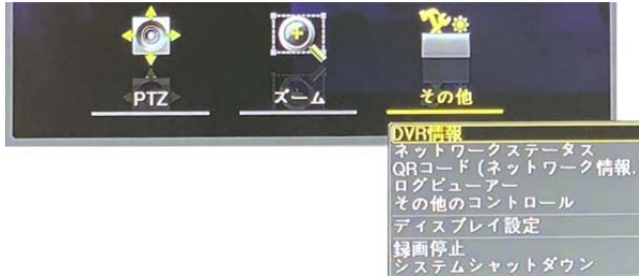 PTZ
ズーム
その他
DVR情報
ネットワークステータス
QRコード (ネットワーク情報.
ログビューアー
その他のコントロール
ディスプレイ設定
録画停止
システムシャットダウン